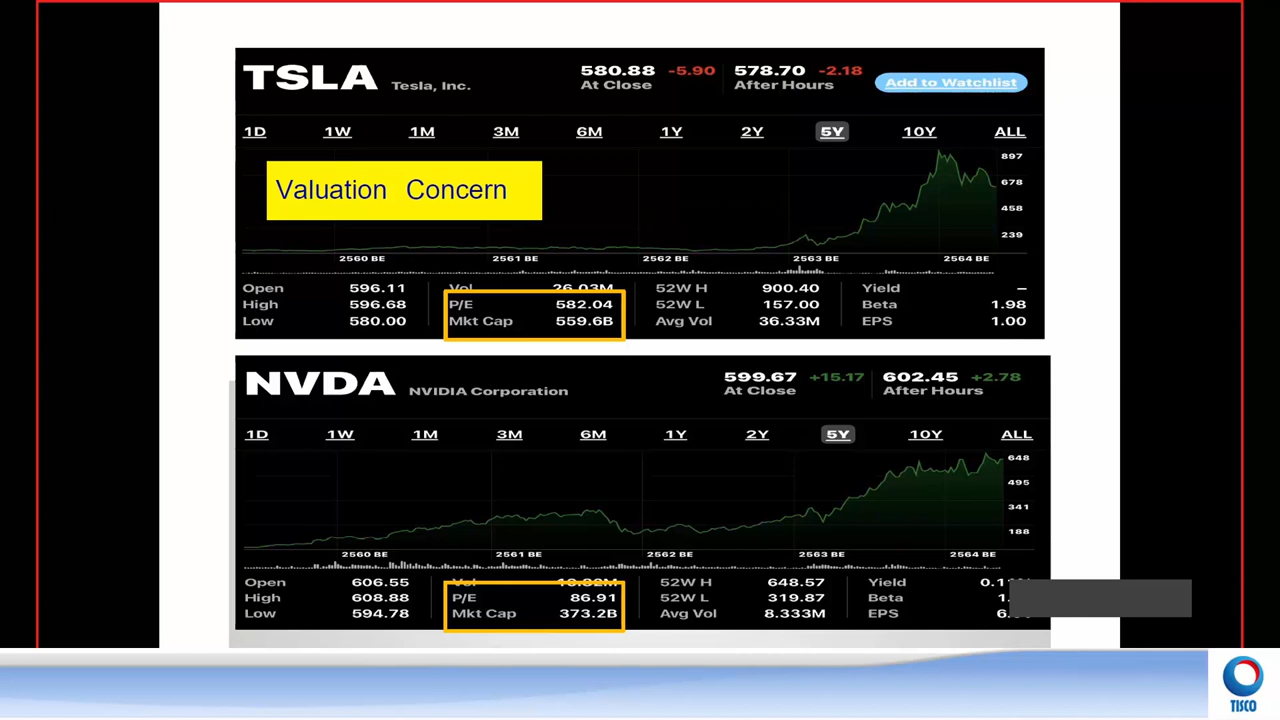 TSLA Tesla, Inc. 580.88 -5.90 578.70 -2.18 Add to Watchlist
At Close After Hours
1D 1W 1M 3M 6M 1Y 2Y 5Y 10Y ALL
897
Valuation Concern
678
458
239
2560 BE 2561 BE 2562 BE 2563 BE 2564 BE
Open 596.11 Vol 26.03M 52W H 900.40 Yield –
High 596.68 P/E 582.04 52W L 157.00 Beta 1.98
Low 580.00 Mkt Cap 559.6B Avg Vol 36.33M EPS 1.00
NVDA NVIDIA Corporation 599.67 +15.17 602.45 +2.78
At Close After Hours
1D 1W 1M 3M 6M 1Y 2Y 5Y 10Y ALL
648
495
341
188
2560 BE 2561 BE 2562 BE 2563 BE 2564 BE
Open 606.55 Vol 52W H 648.57 Yield
High 608.88 P/E 86.91 52W L 319.87 Beta
Low 594.78 Mkt Cap 373.2B Avg Vol 8.333M EPS
TISCO